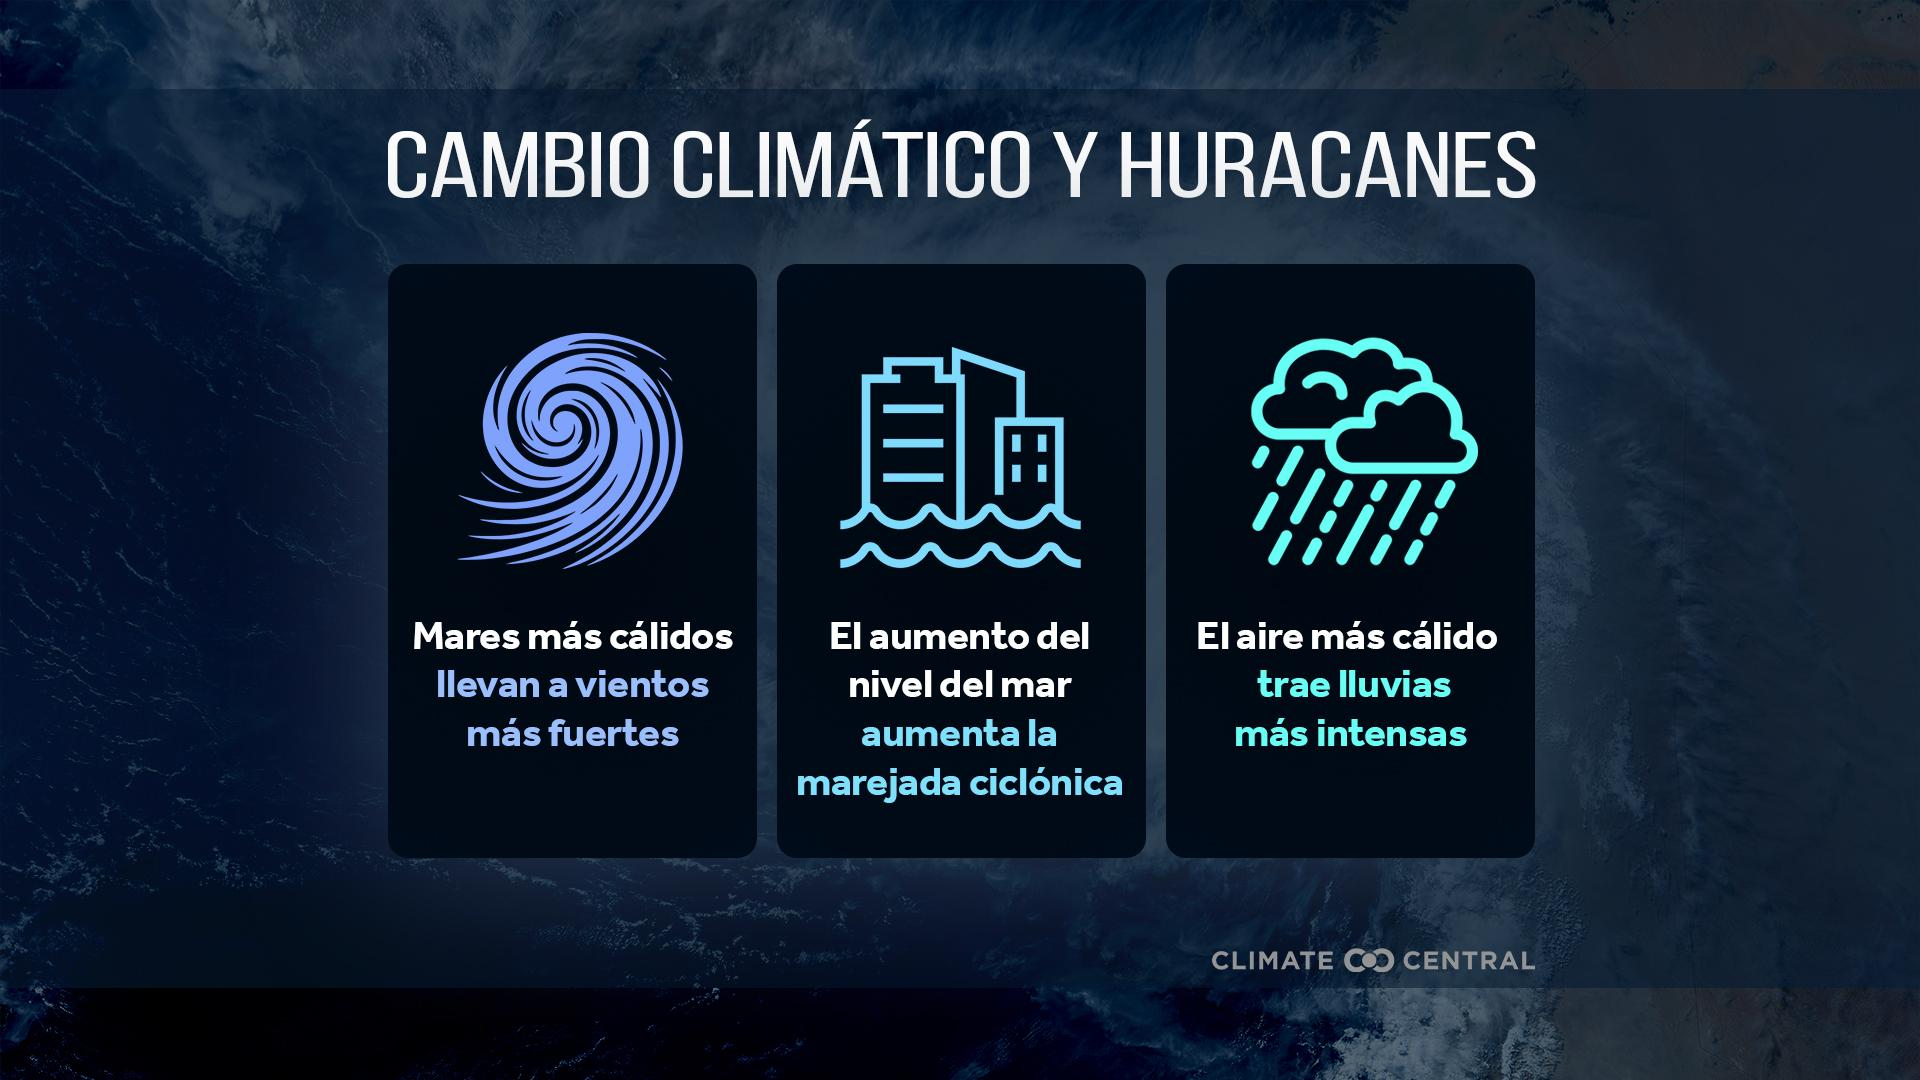 CAMBIO CLIMÁTICO Y HURACANES
Mares más cálidos
llevan a vientos
más fuertes
El aumento del
nivel del mar
aumenta la
marejada ciclónica
El aire más cálido
trae lluvias
más intensas
CLIMATE CENTRAL